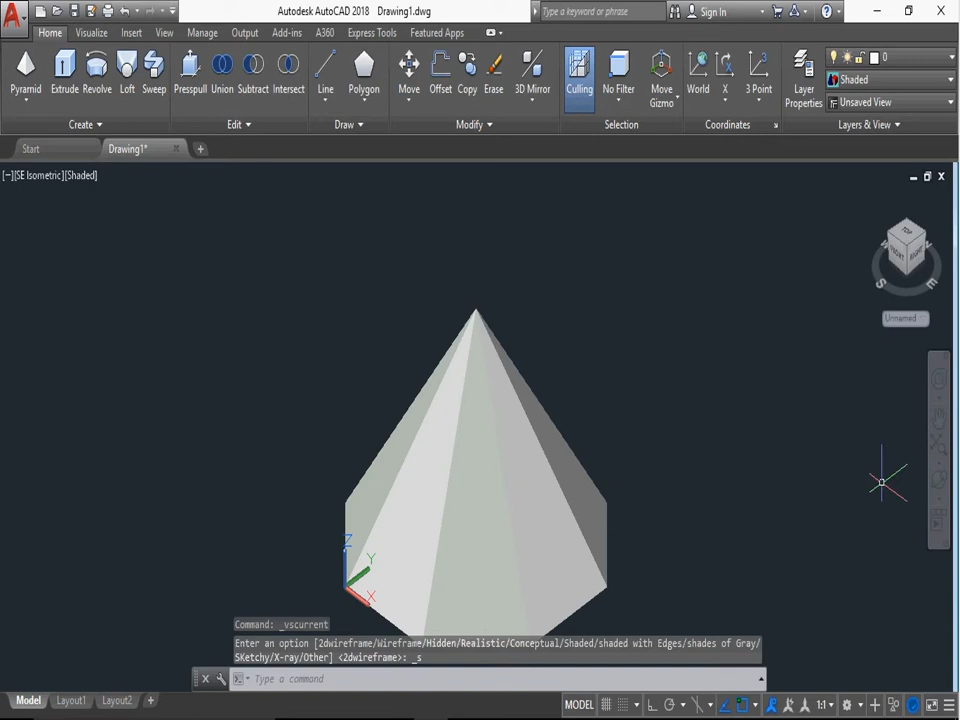 Autodesk AutoCAD 2018 Drawing1.dwg
Type a keyword or phrase
Sign In
Home Visualize Insert View Manage Output Add-ins A360 Express Tools Featured Apps
Pyramid Extrude Revolve Loft Sweep
Presspull Union Subtract Intersect
Line Polygon
Move Offset Copy Erase 3D Mirror
Culling No Filter Move
Gizmo
World X 3 Point
Layer
Properties
0
Shaded
Unsaved View
Create Edit Draw Modify Selection Coordinates Layers & View
Start Drawing1*
[−][SE Isometric][Shaded]
TOP
FRONT RIGHT
S E
Unnamed
Z
Y
X
Command: _vscurrent
Enter an option [2dwireframe/Wireframe/Hidden/Realistic/Conceptual/Shaded/shaded with Edges/shades of Gray/
SKetchy/X-ray/Other] <2dwireframe>: _s
Type a command
Model Layout1 Layout2
MODEL 1:1